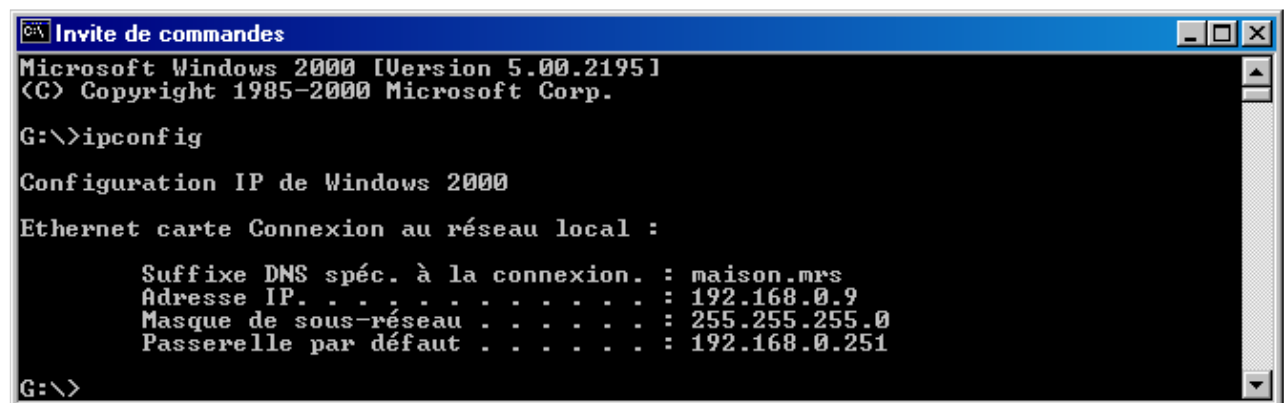 Invite de commandes
Microsoft Windows 2000 [Version 5.00.2195]
(C) Copyright 1985-2000 Microsoft Corp.
G:\>ipconfig
Configuration IP de Windows 2000
Ethernet carte Connexion au réseau local :
Suffixe DNS spéc. à la connexion. : maison.mrs
Adresse IP. . . . . . . . . . . . : 192.168.0.9
Masque de sous-réseau . . . . . . : 255.255.255.0
Passerelle par défaut . . . . . . : 192.168.0.251
G:\>